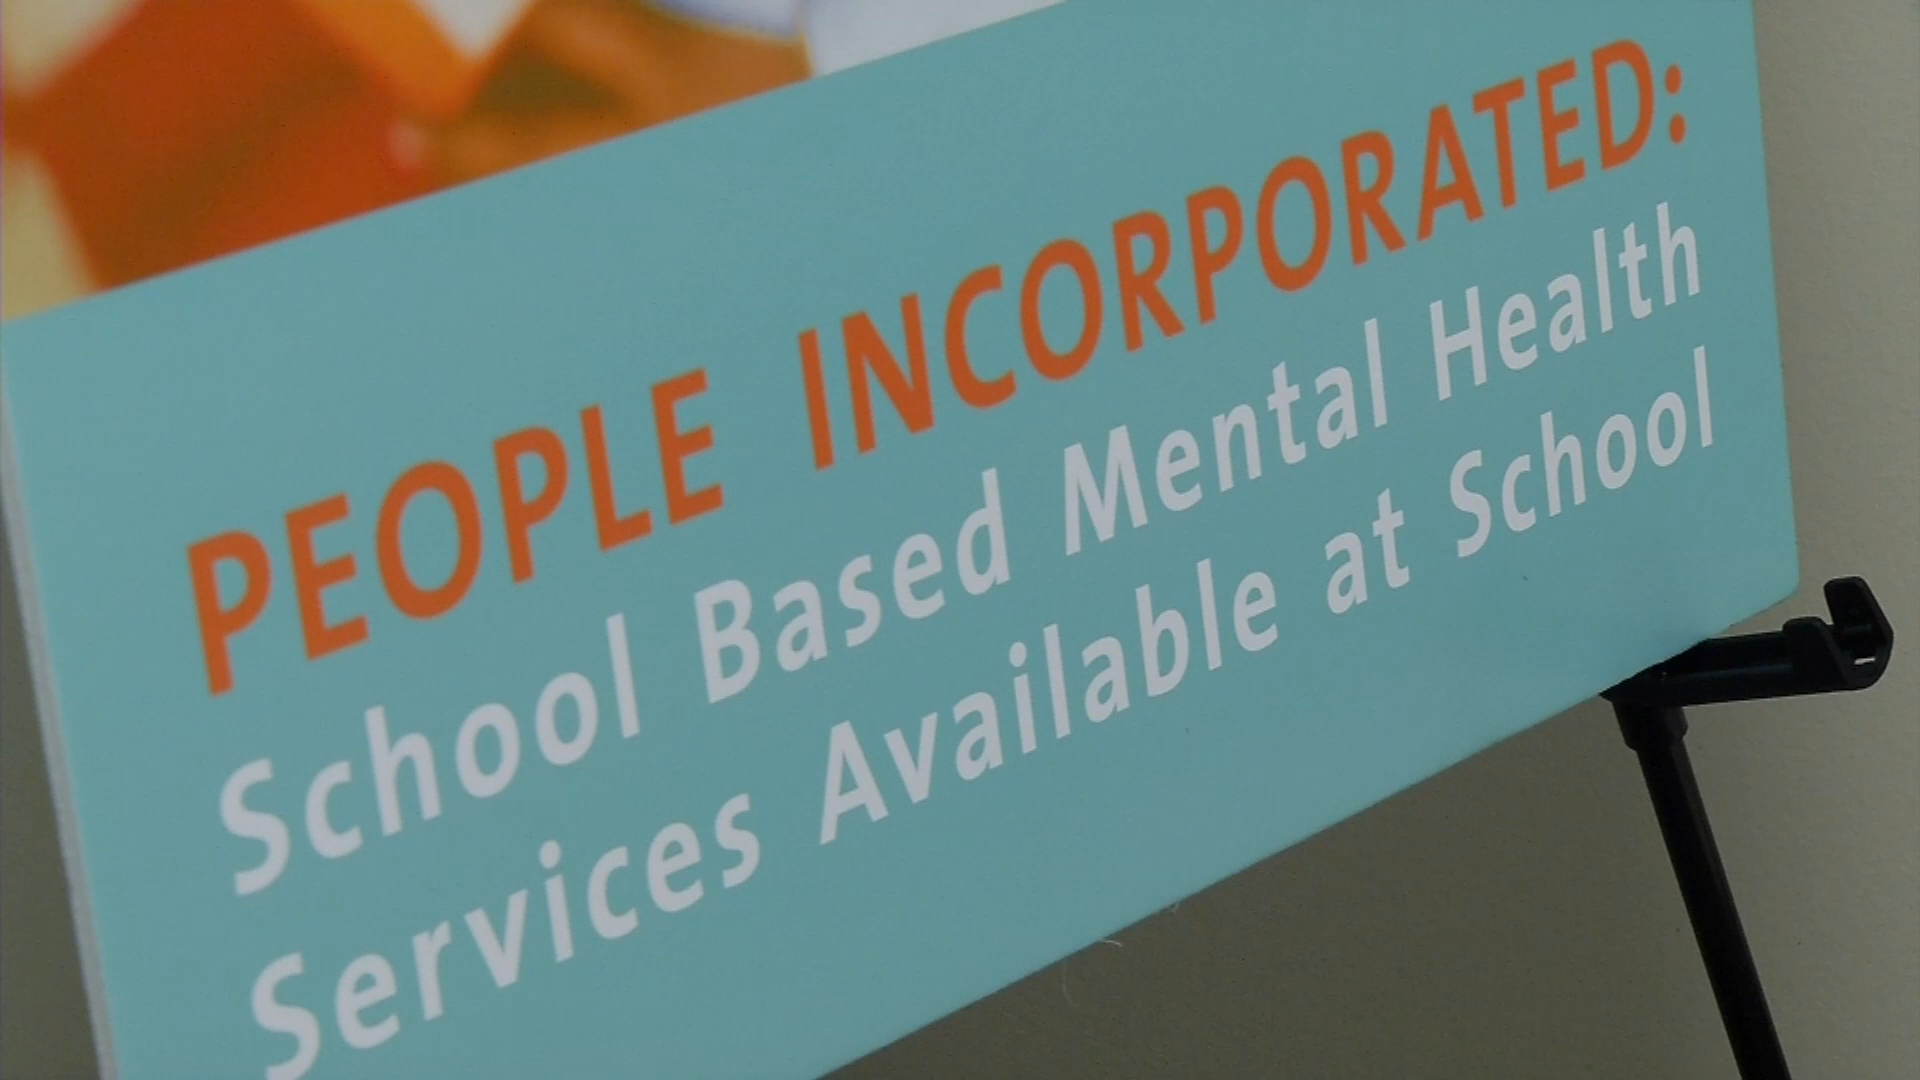 PEOPLE INCORPORATED:
School Based Mental Health
Services Available at School